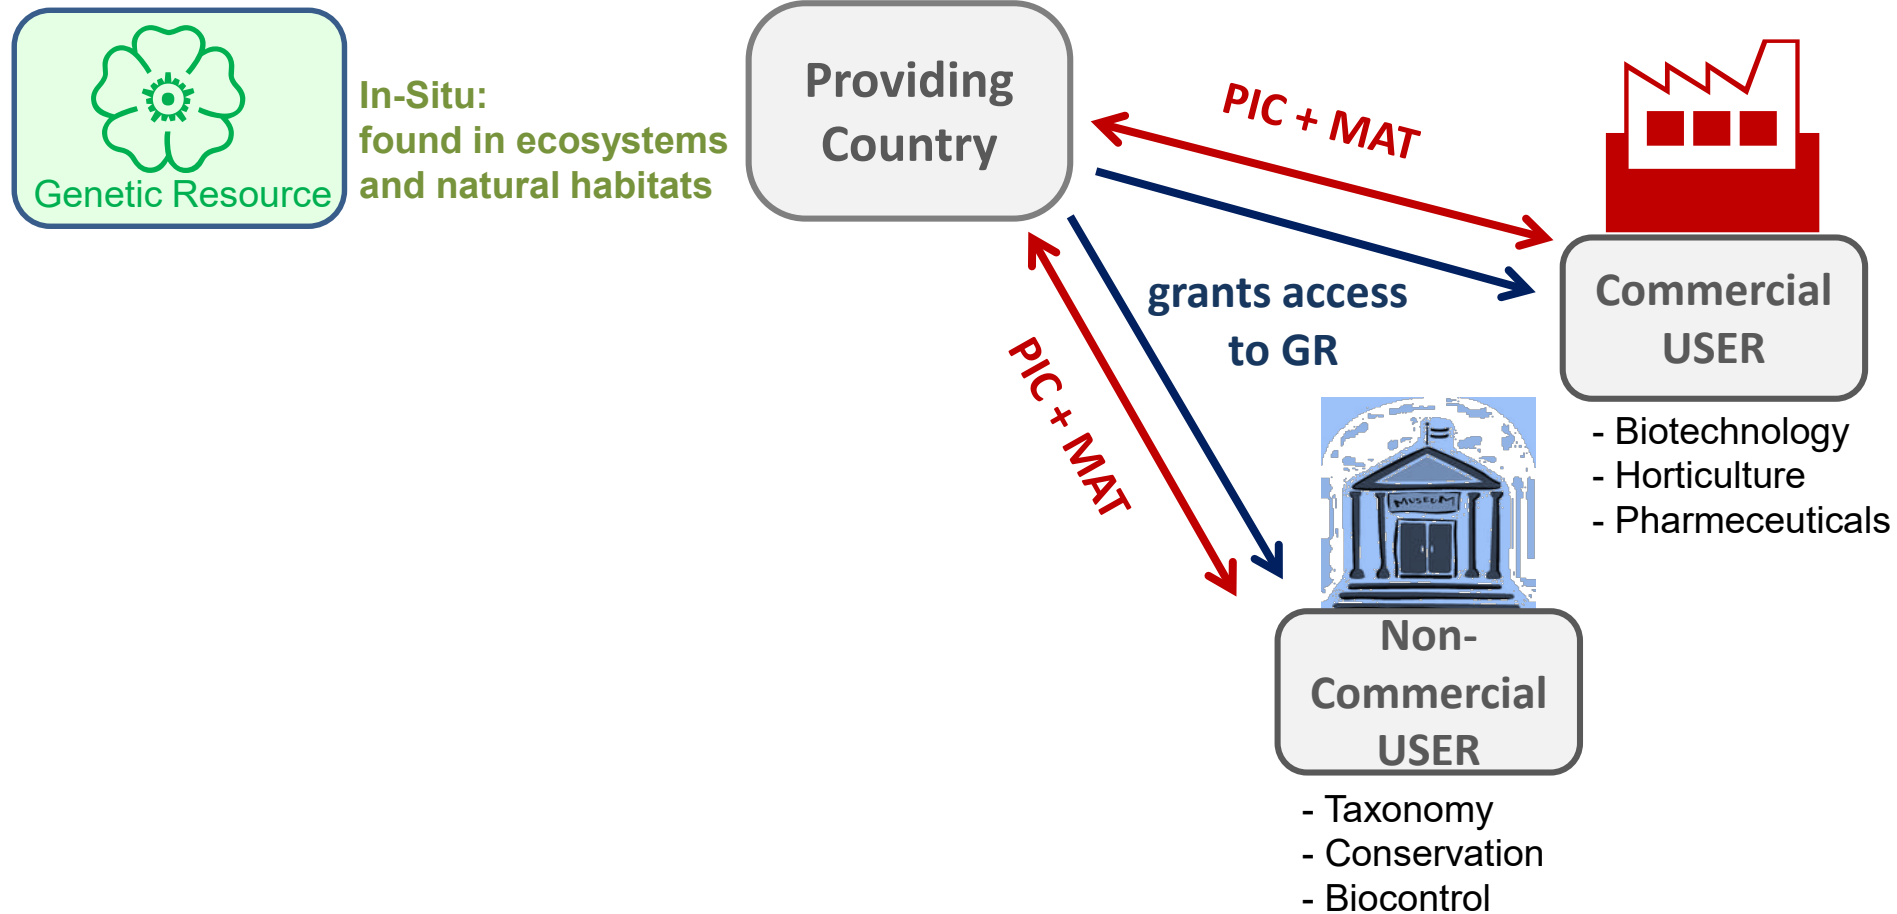 Genetic Resource
In-Situ:
found in ecosystems
and natural habitats
Providing
Country
PIC + MAT
grants access
to GR
PIC + MAT
Commercial
USER
- Biotechnology
- Horticulture
- Pharmeceuticals
MUSEUM
Non-
Commercial
USER
- Taxonomy
- Conservation
- Biocontrol